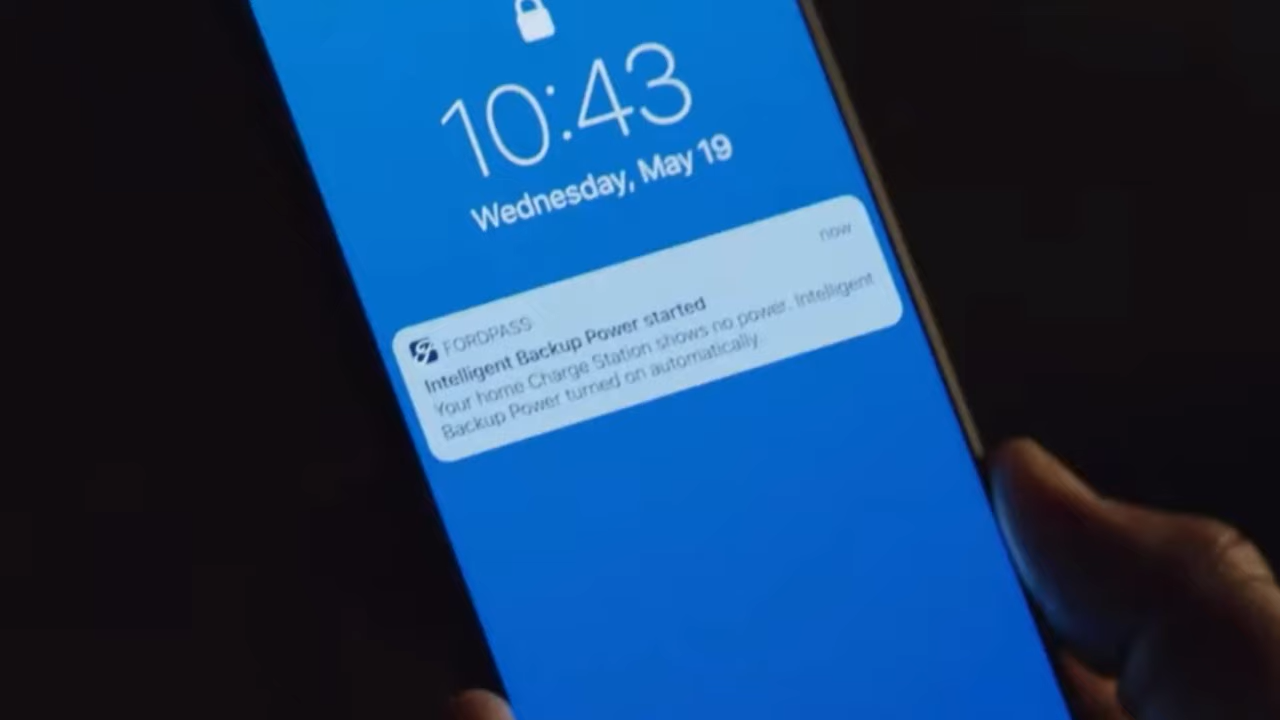 10:43
Wednesday, May 19
FORDPASS
now
Intelligent Backup Power started
Your home Charge Station shows no power. Intelligent
Backup Power turned on automatically.